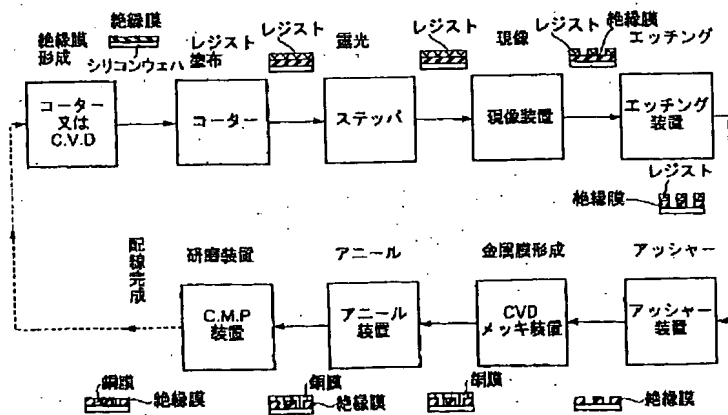 絶縁膜
形成
絶縁膜
シリコンウェハ
レジスト
塗布
レジスト
露光
レジスト
現像
レジスト
絶縁膜
エッチング
コーター
又は
C.V.D
コーター
ステッパ
現像装置
エッチング
装置
レジスト
絶縁膜
配線
完成
研磨装置
アニール
金属膜形成
アッシャー
C.M.P
装置
アニール
装置
CVD
メッキ装置
アッシャー
装置
銅膜
絶縁膜
銅膜
絶縁膜
銅膜
絶縁膜
絶縁膜